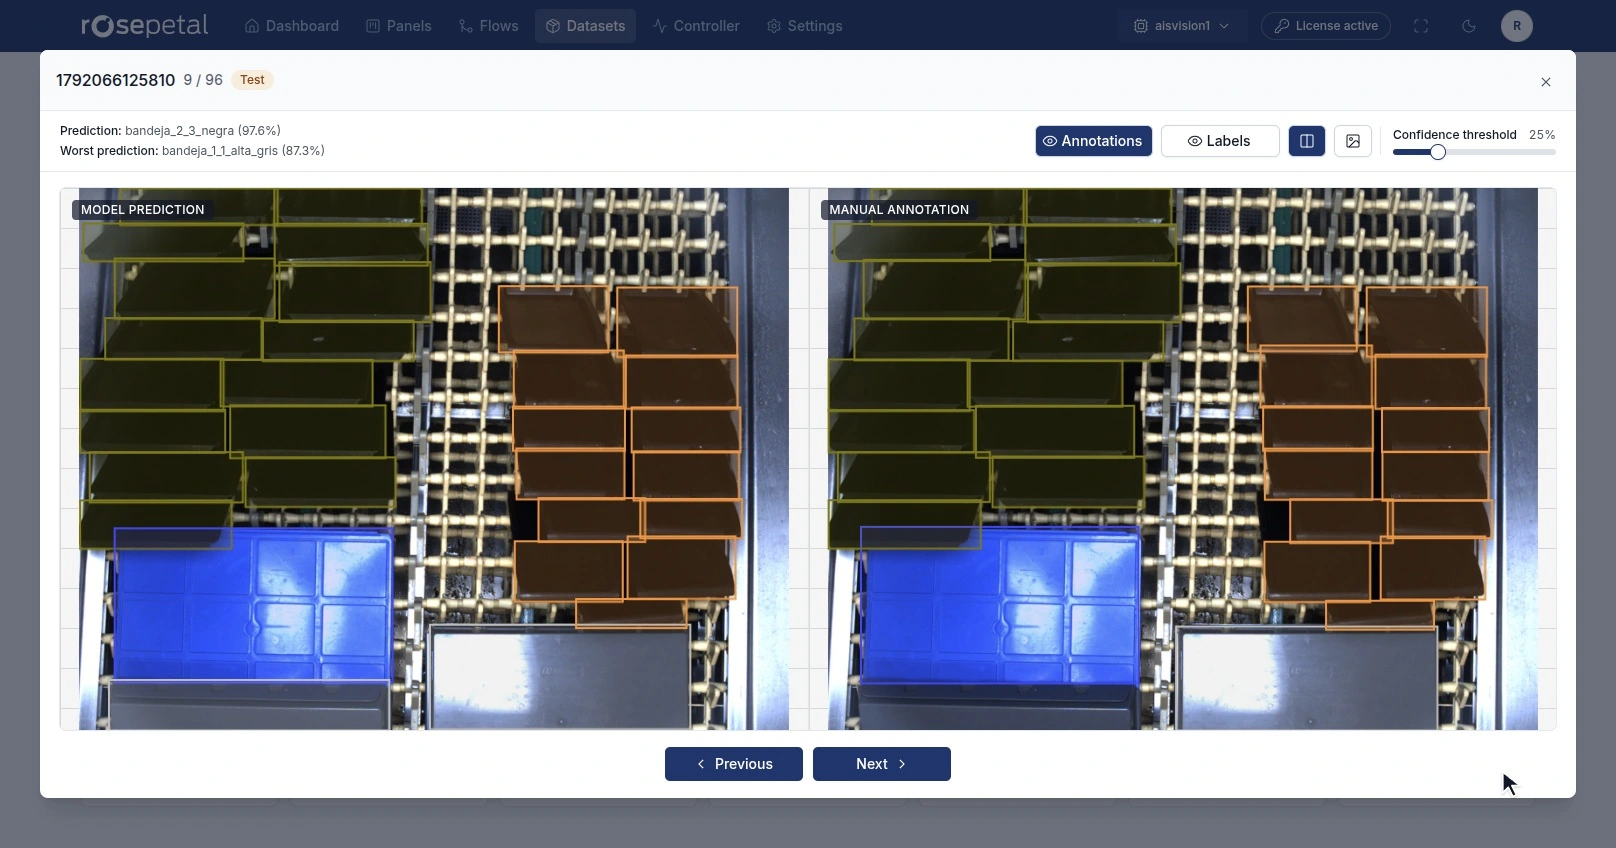 rosepetal
Dashboard
Panels
Flows
Datasets
Controller
Settings
aisvision1
License active
R
1792066125810 9 / 96 Test
Prediction: bandeja_2_3_negra (97.6%)
Worst prediction: bandeja_1_1_alta_gris (87.3%)
Annotations
Labels
Confidence threshold 25%
MODEL PREDICTION
MANUAL ANNOTATION
Previous
Next